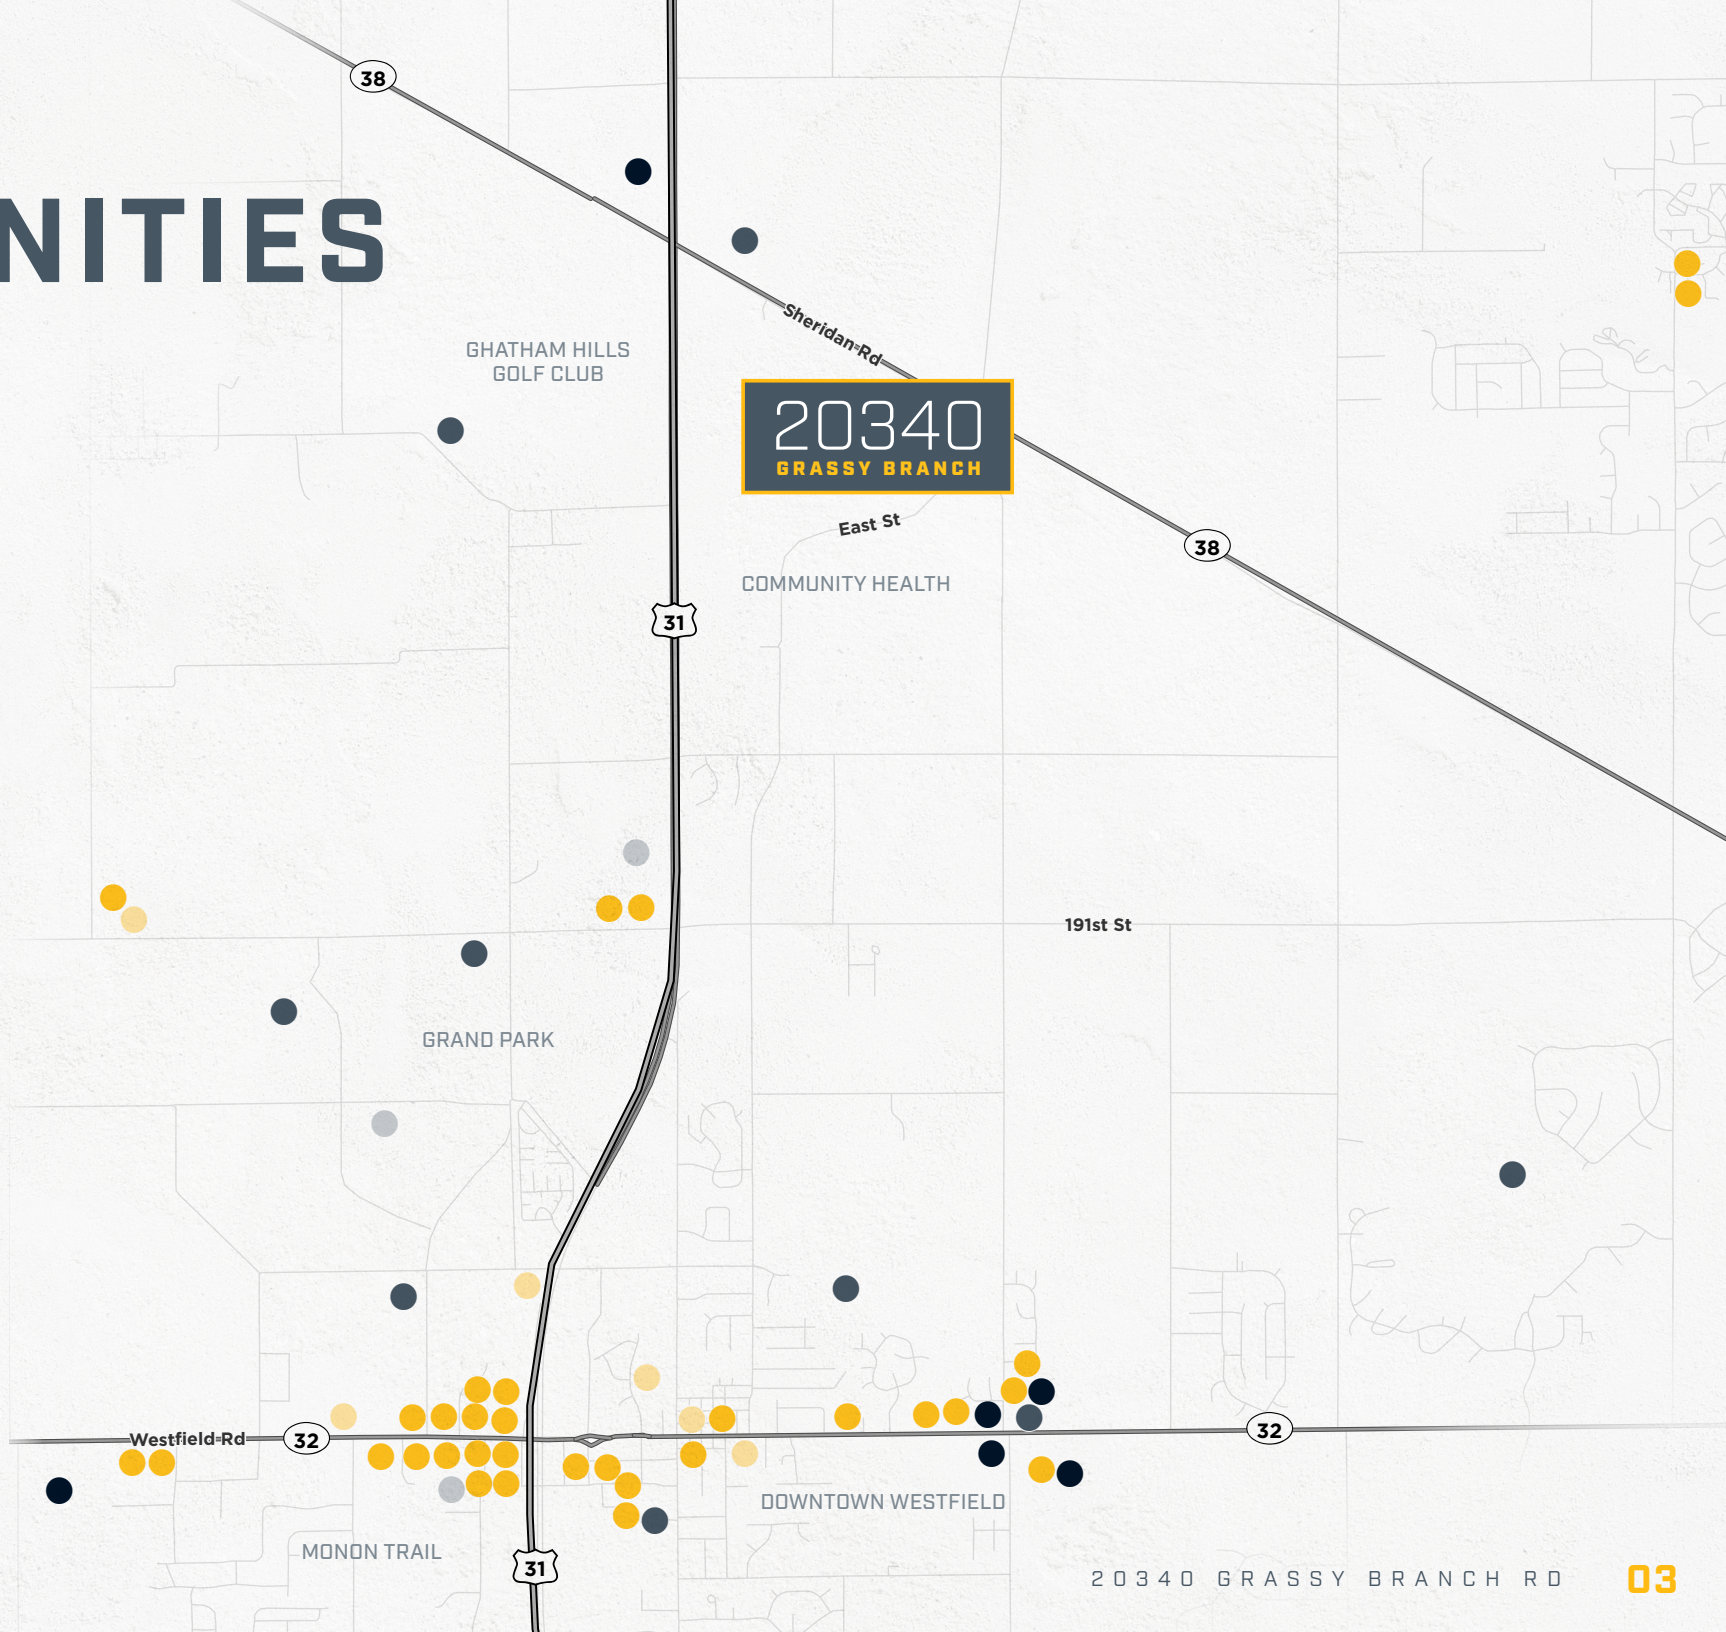 38
NITIES
Sheridan Rd
GHATHAM HILLS
GOLF CLUB
20340
GRASSY BRANCH
East St
38
COMMUNITY HEALTH
31
191st St
GRAND PARK
Westfield Rd
32
32
DOWNTOWN WESTFIELD
MONON TRAIL
31
20340 GRASSY BRANCH RD
03